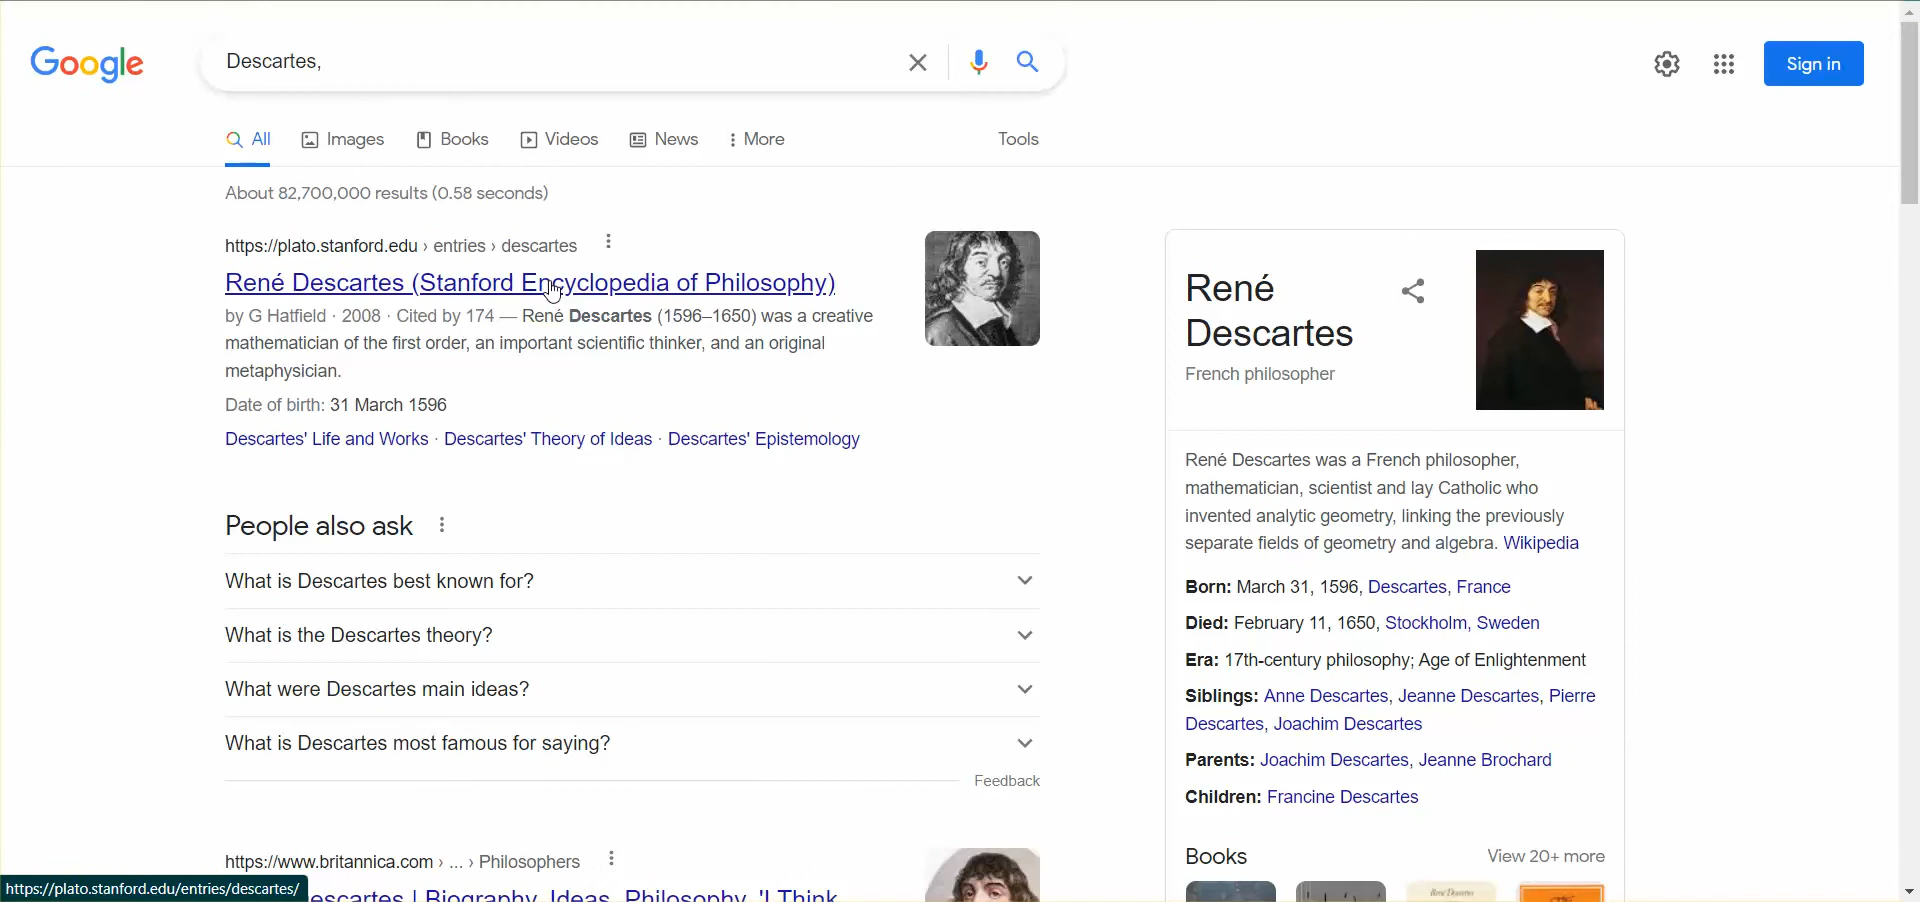 Google
Descartes,
Sign in
All
Images
Books
Videos
News
More
Tools
About 82,700,000 results (0.58 seconds)
https://plato.stanford.edu › entries › descartes
René Descartes (Stanford Encyclopedia of Philosophy)
by G Hatfield · 2008 · Cited by 174 — René Descartes (1596–1650) was a creative
mathematician of the first order, an important scientific thinker, and an original
metaphysician.
Date of birth: 31 March 1596
Descartes' Life and Works · Descartes' Theory of Ideas · Descartes' Epistemology
People also ask
What is Descartes best known for?
What is the Descartes theory?
What were Descartes main ideas?
What is Descartes most famous for saying?
Feedback
https://www.britannica.com › ... › Philosophers
escartes | Biography, Ideas, Philosophy, 'I Think
https://plato.stanford.edu/entries/descartes/
René
Descartes
French philosopher
René Descartes was a French philosopher,
mathematician, scientist and lay Catholic who
invented analytic geometry, linking the previously
separate fields of geometry and algebra. Wikipedia
Born: March 31, 1596, Descartes, France
Died: February 11, 1650, Stockholm, Sweden
Era: 17th-century philosophy; Age of Enlightenment
Siblings: Anne Descartes, Jeanne Descartes, Pierre
Descartes, Joachim Descartes
Parents: Joachim Descartes, Jeanne Brochard
Children: Francine Descartes
Books
View 20+ more
René Descartes